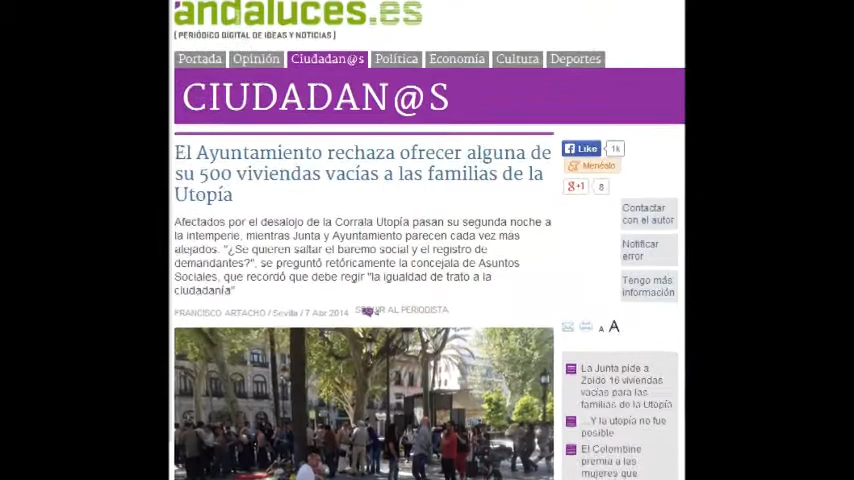 andaluces.es
[ PERIÓDICO DIGITAL DE IDEAS Y NOTICIAS ]
Portada Opinión Ciudadan@s Política Economía Cultura Deportes
CIUDADAN@S
El Ayuntamiento rechaza ofrecer alguna de
su 500 viviendas vacías a las familias de la
Utopía
Afectados por el desalojo de la Corrala Utopía pasan su segunda noche a
la intemperie, mientras Junta y Ayuntamiento parecen cada vez más
alejados. "¿Se quieren saltar el baremo social y el registro de
demandantes?", se preguntó retóricamente la concejala de Asuntos
Sociales, que recordó que debe regir "la igualdad de trato a la
ciudadanía"
FRANCISCO ARTACHO / Sevilla / 7 Abr 2014 SEGUIR AL PERIODISTA
Like 1k
Menéalo
g+1 8
Contactar
con el autor
Notificar
error
Tengo más
información
A A
La Junta pide a
Zoido 16 viviendas
vacías para las
familias de la Utopía
...Y la utopía no fue
posible
El Colombine
premia a las
mujeres que